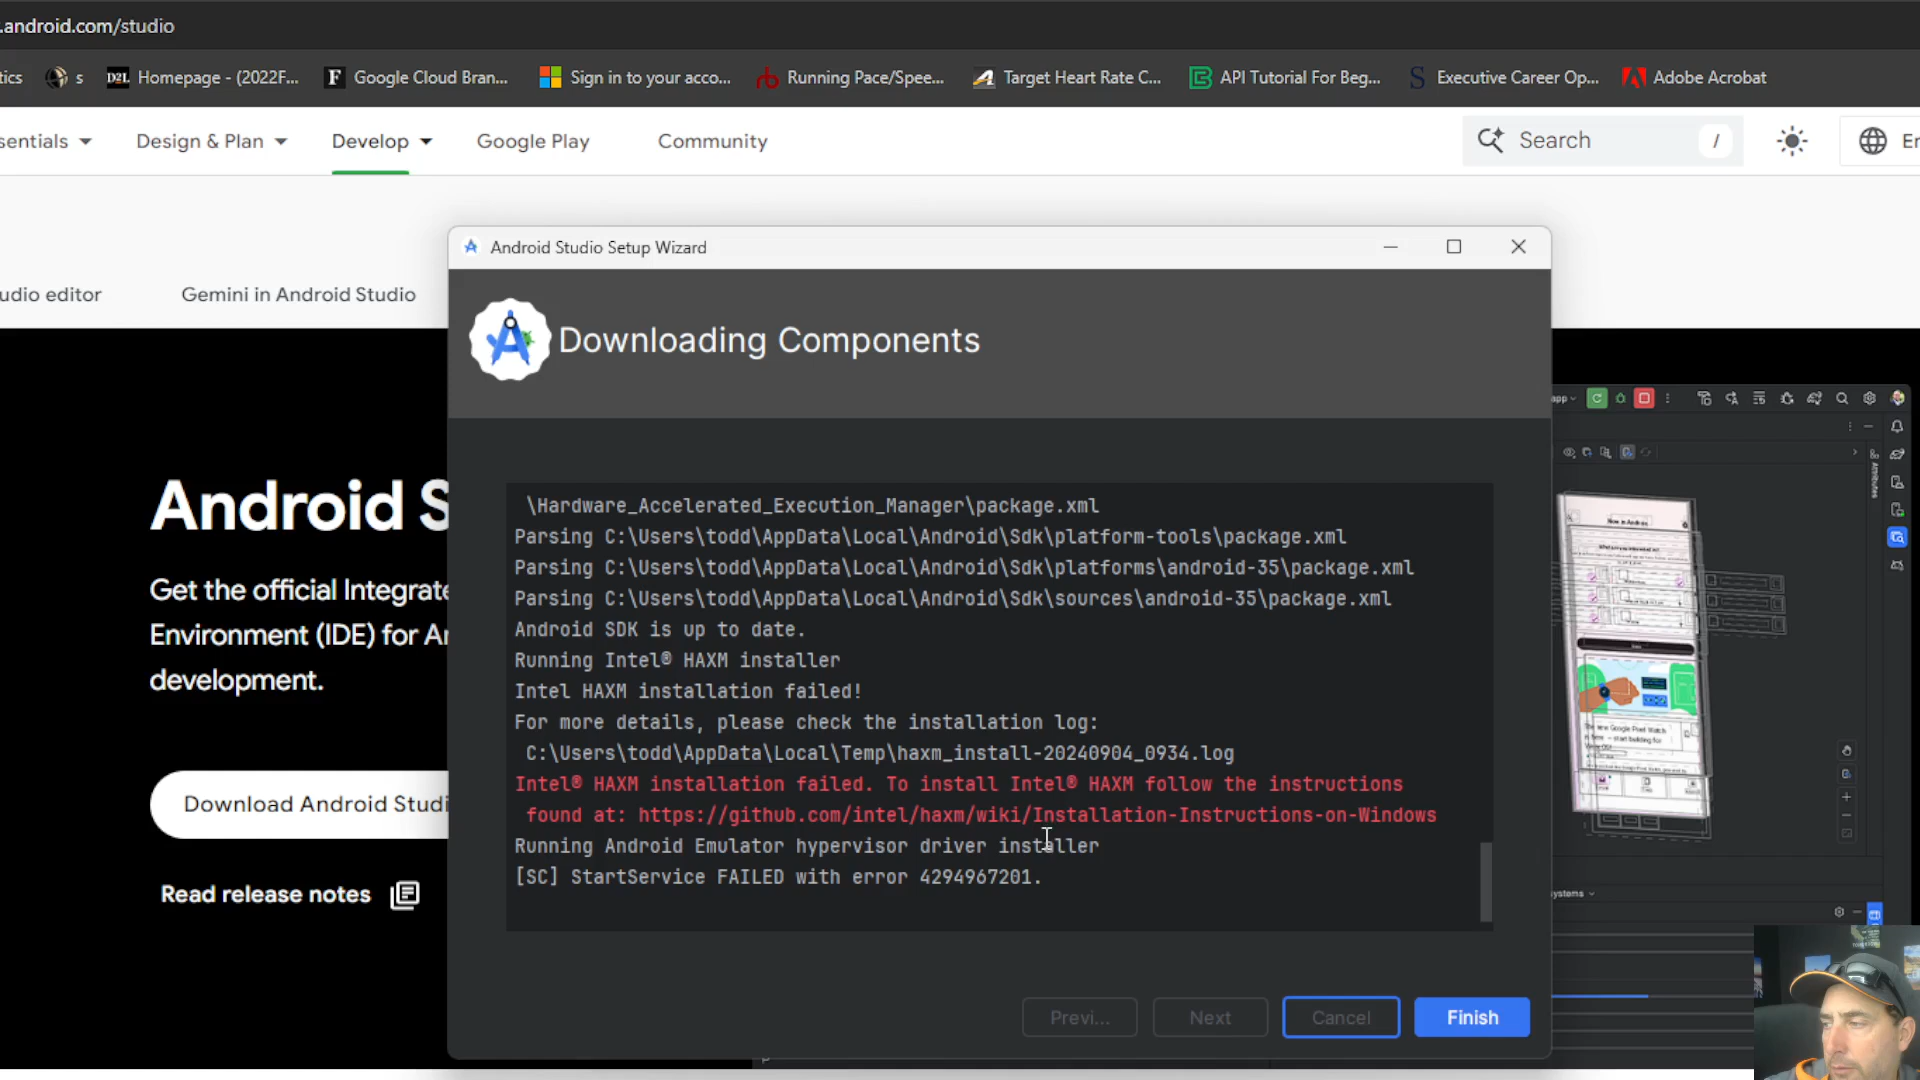 .android.com/studio
tics
s
D2L Homepage - (2022F...
F Google Cloud Bran...
Sign in to your acco...
Running Pace/Spee...
Target Heart Rate C...
API Tutorial For Beg...
Executive Career Op...
Adobe Acrobat
sentials
Design & Plan
Develop
Google Play
Community
Search
/
Er
Android Studio Setup Wizard
udio editor
Gemini in Android Studio
Downloading Components
Android S
Get the official Integrate
Environment (IDE) for Ar
development.
Download Android Studi
Read release notes
\Hardware_Accelerated_Execution_Manager\package.xml
Parsing C:\Users\todd\AppData\Local\Android\Sdk\platform-tools\package.xml
Parsing C:\Users\todd\AppData\Local\Android\Sdk\platforms\android-35\package.xml
Parsing C:\Users\todd\AppData\Local\Android\Sdk\sources\android-35\package.xml
Android SDK is up to date.
Running Intel® HAXM installer
Intel HAXM installation failed!
For more details, please check the installation log:
C:\Users\todd\AppData\Local\Temp\haxm_install-20240904_0934.log
Intel® HAXM installation failed. To install Intel® HAXM follow the instructions
found at: https://github.com/intel/haxm/wiki/Installation-Instructions-on-Windows
Running Android Emulator hypervisor driver installer
[SC] StartService FAILED with error 4294967201.
Previ...
Next
Cancel
Finish
app
Attributes
Now in Android
ystems